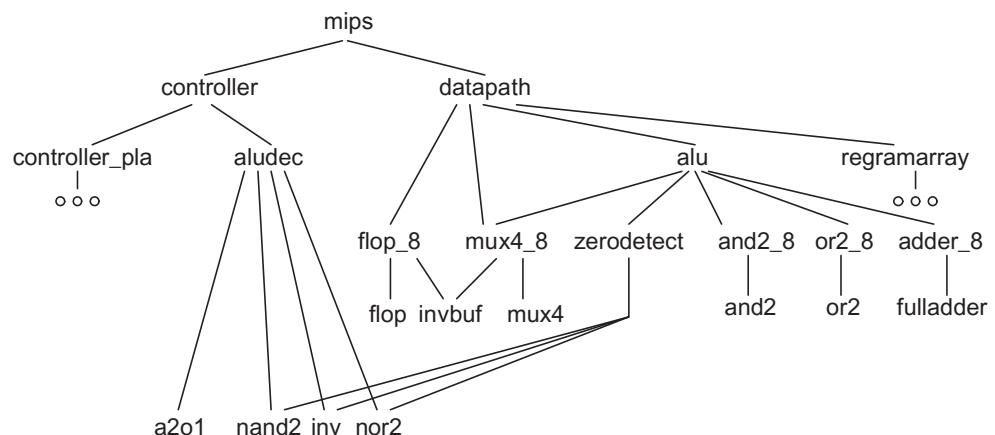 mips
controller datapath
controller_pla aludec alu regramarray
flop_8 mux4_8 zerodetect and2_8 or2_8 adder_8
flop invbuf mux4 and2 or2 fulladder
a2o1 nand2 inv nor2